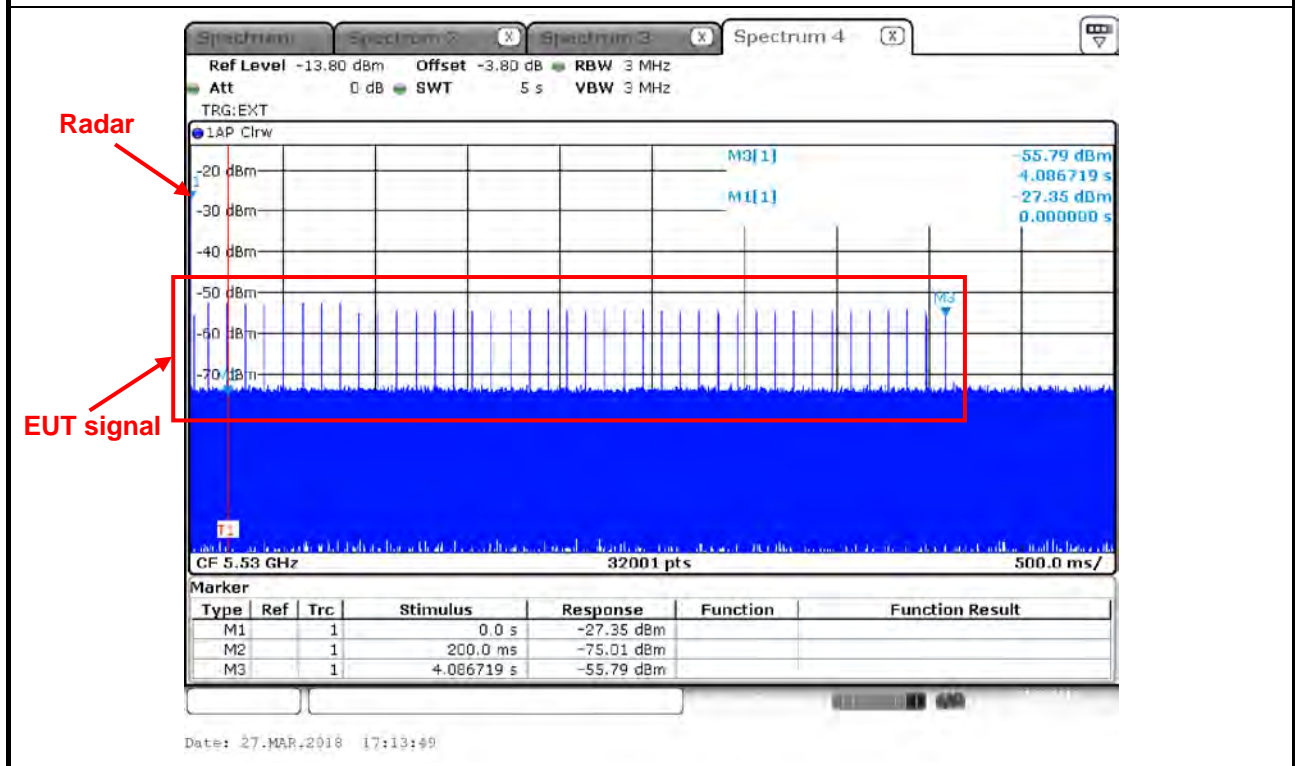 Spectrum Spectrum 2 X Spectrum 3 X Spectrum 4 X
Ref Level -13.80 dBm Offset -3.80 dB RBW 3 MHz
Att 0 dB SWT 5 s VBW 3 MHz
TRG:EXT
Radar
1AP Clrw
M3[1] -55.79 dBm
4.086719 s
M1[1] -27.35 dBm
0.000000 s
-20 dBm
-30 dBm
-40 dBm
-50 dBm
M3
-60 dBm
-70 dBm
EUT signal
T1
CF 5.53 GHz 32001 pts 500.0 ms/
Marker
Type Ref Trc Stimulus Response Function Function Result
M1 1 0.0 s -27.35 dBm
M2 1 200.0 ms -75.01 dBm
M3 1 4.086719 s -55.79 dBm
Date: 27.MAR.2018 17:13:49